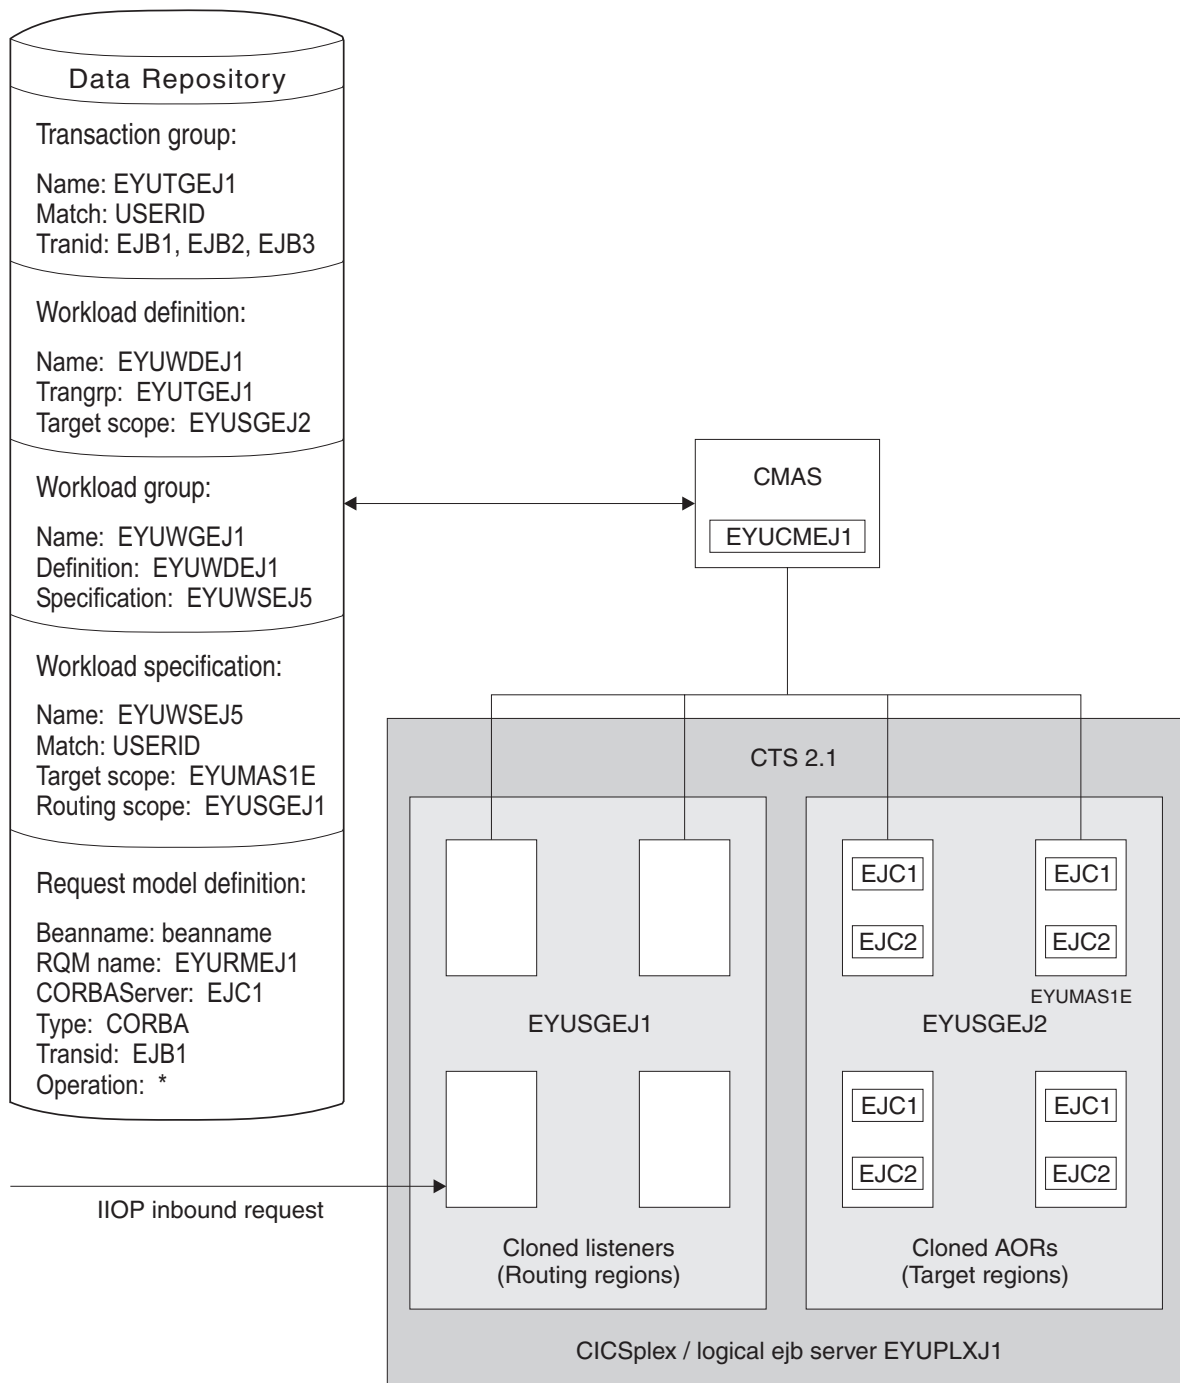 Data Repository
Transaction group:
Name: EYUTGEJ1
Match: USERID
Tranid: EJB1, EJB2, EJB3
Workload definition:
Name: EYUWDEJ1
Trangrp: EYUTGEJ1
Target scope: EYUSGEJ2
Workload group:
Name: EYUWGEJ1
Definition: EYUWDEJ1
Specification: EYUWSEJ5
Workload specification:
Name: EYUWSEJ5
Match: USERID
Target scope: EYUMAS1E
Routing scope: EYUSGEJ1
Request model definition:
Beanname: beanname
RQM name: EYURMEJ1
CORBAServer: EJC1
Type: CORBA
Transid: EJB1
Operation: *
IIOP inbound request
CMAS
EYUCMEJ1
CTS 2.1
EYUSGEJ1
Cloned listeners
(Routing regions)
EJC1
EJC2
EJC1
EJC2
EYUMAS1E
EYUSGEJ2
EJC1
EJC2
EJC1
EJC2
Cloned AORs
(Target regions)
CICSplex / logical ejb server EYUPLXJ1